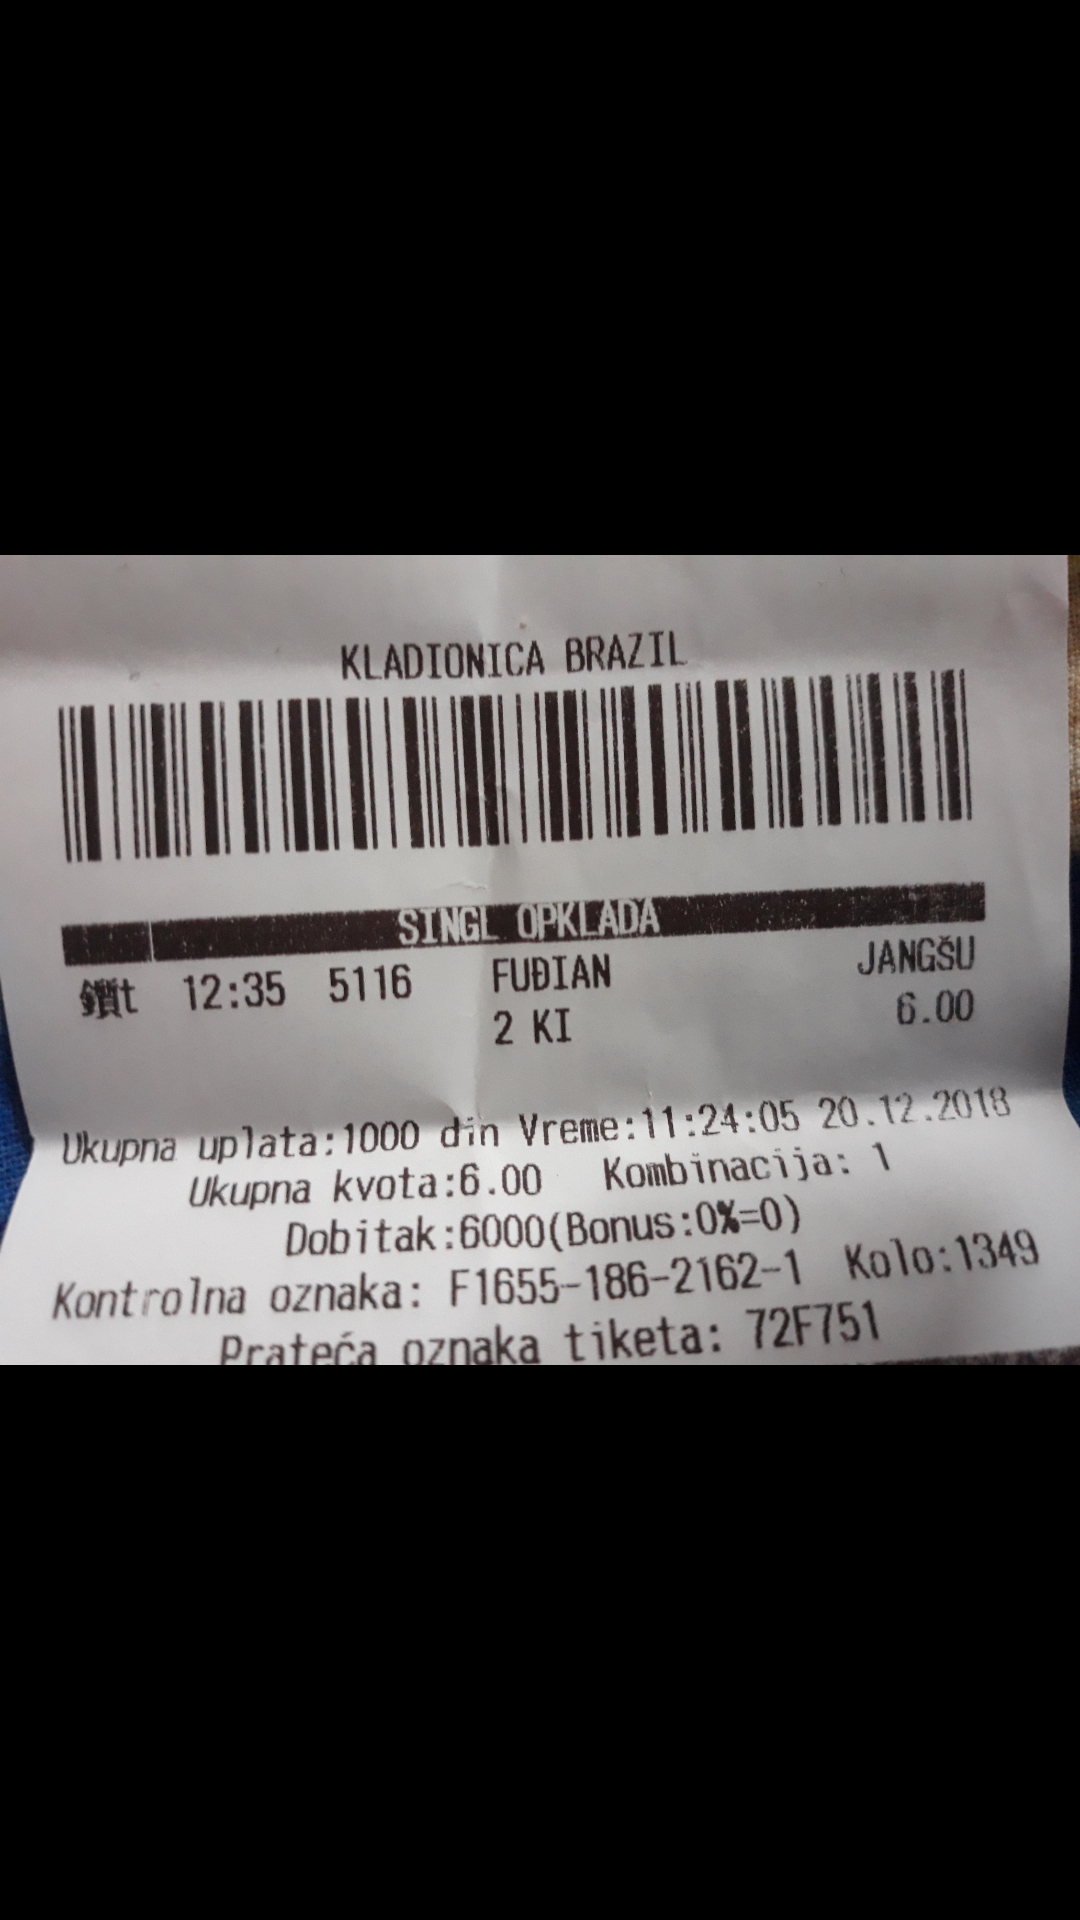 KLADIONICA BRAZIL
SINGL OPKLADA
鑽t 12:35 5116 FUĐIAN JANGŠU
2 KI 6.00
Ukupna uplata:1000 din Vreme:11:24:05 20.12.2018
Ukupna kvota:6.00 Kombinacija: 1
Dobitak:6000(Bonus:0%=0)
Kontrolna oznaka: F1655-186-2162-1 Kolo:1349
Prateća oznaka tiketa: 72F751